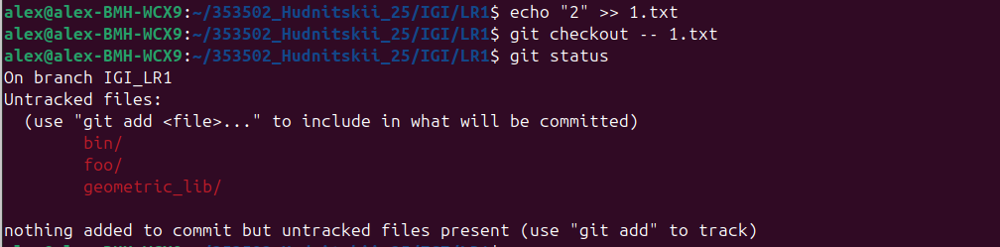 alex@alex-BMH-WCX9:~/353502_Hudnitskii_25/IGI/LR1$ echo "2" >> 1.txt
alex@alex-BMH-WCX9:~/353502_Hudnitskii_25/IGI/LR1$ git checkout -- 1.txt
alex@alex-BMH-WCX9:~/353502_Hudnitskii_25/IGI/LR1$ git status
On branch IGI_LR1
Untracked files:
  (use "git add <file>..." to include in what will be committed)
        bin/
        foo/
        geometric_lib/

nothing added to commit but untracked files present (use "git add" to track)